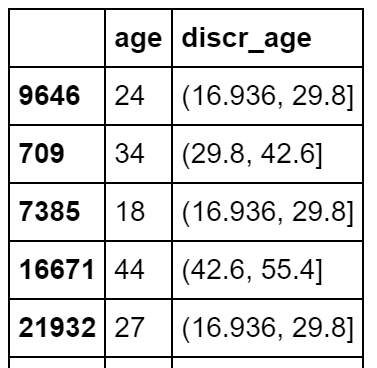 age discr_age
9646 24 (16.936, 29.8]
709 34 (29.8, 42.6]
7385 18 (16.936, 29.8]
16671 44 (42.6, 55.4]
21932 27 (16.936, 29.8]